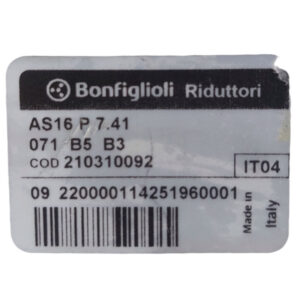 Bonfiglioli Riduttori
AS16 P 7.41
071 B5 B3
COD 210310092
IT04
09 220000114251960001
Made in
Italy